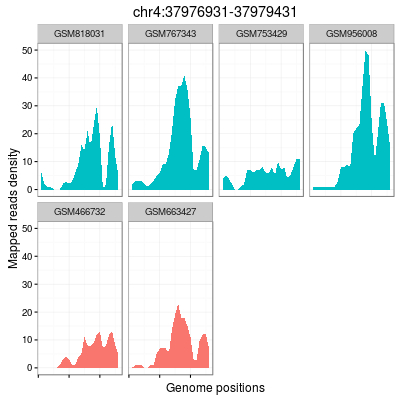 chr4:37976931-37979431
GSM818031 GSM767343 GSM753429 GSM956008
50
40
30
20
10
0
GSM466732 GSM663427
50
40
30
20
10
0
Mapped reads density
Genome positions